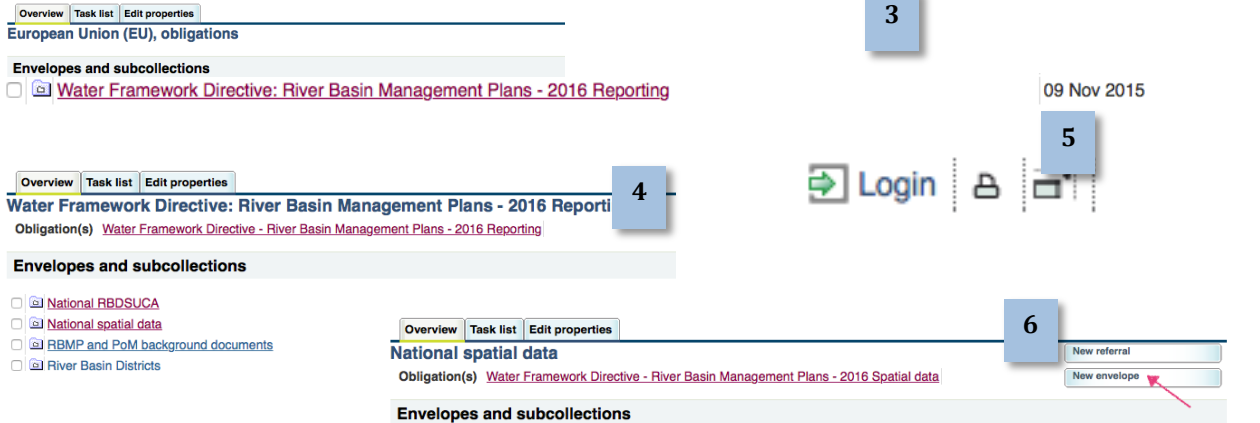 Overview Task list Edit properties
3
European Union (EU), obligations
Envelopes and subcollections
Water Framework Directive: River Basin Management Plans - 2016 Reporting
09 Nov 2015
5
Login
Overview Task list Edit properties
4
Water Framework Directive: River Basin Management Plans - 2016 Reporti
Obligation(s) Water Framework Directive - River Basin Management Plans - 2016 Reporting
Envelopes and subcollections
National RBDSUCA
National spatial data
RBMP and PoM background documents
River Basin Districts
Overview Task list Edit properties
6
National spatial data
New referral
Obligation(s) Water Framework Directive - River Basin Management Plans - 2016 Spatial data
New envelope
Envelopes and subcollections